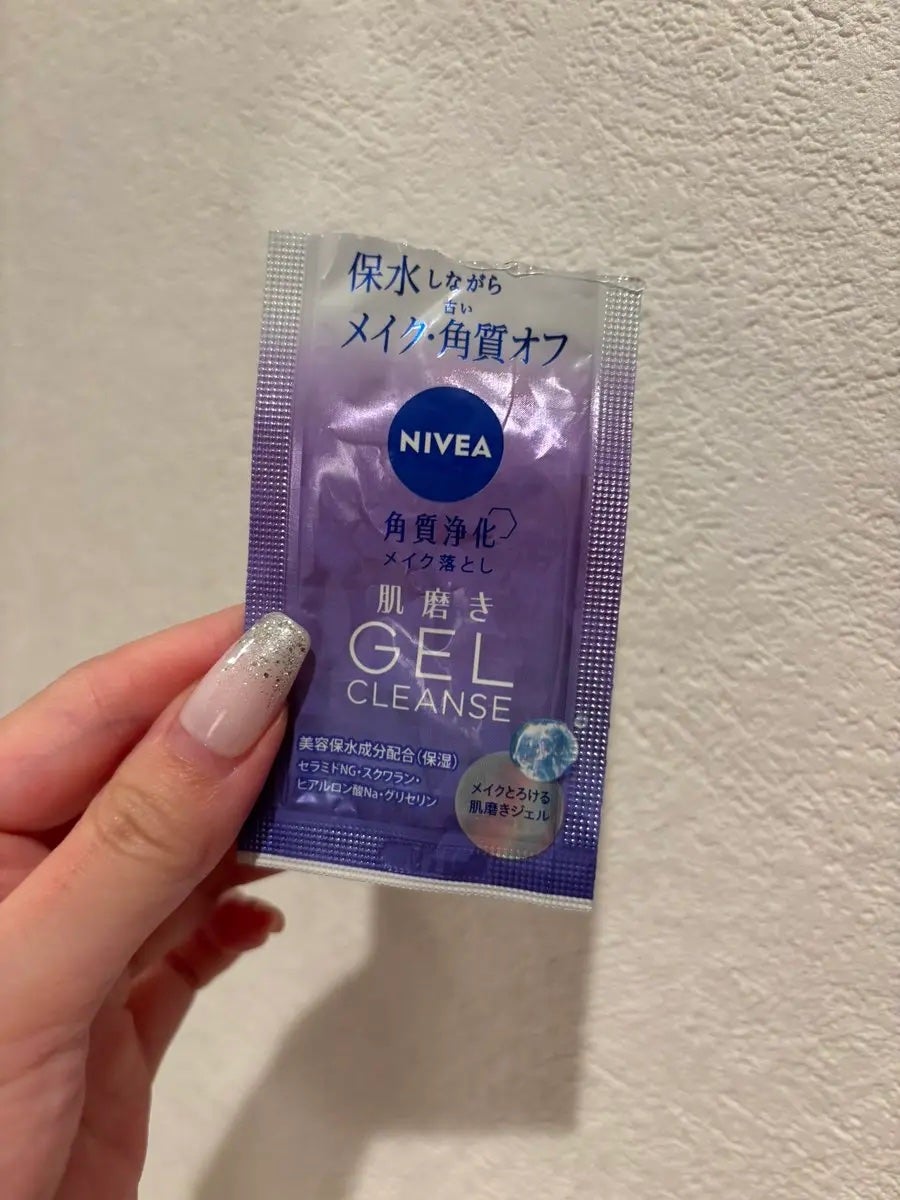 保水しながら
古い
メイク・角質オフ
NIVEA
角質浄化
メイク落とし
肌磨き
GEL
CLEANSE
美容保水成分配合(保湿)
セラミドNG・スクワラン・
ヒアルロン酸Na・グリセリン
メイクとろける
肌磨きジェル